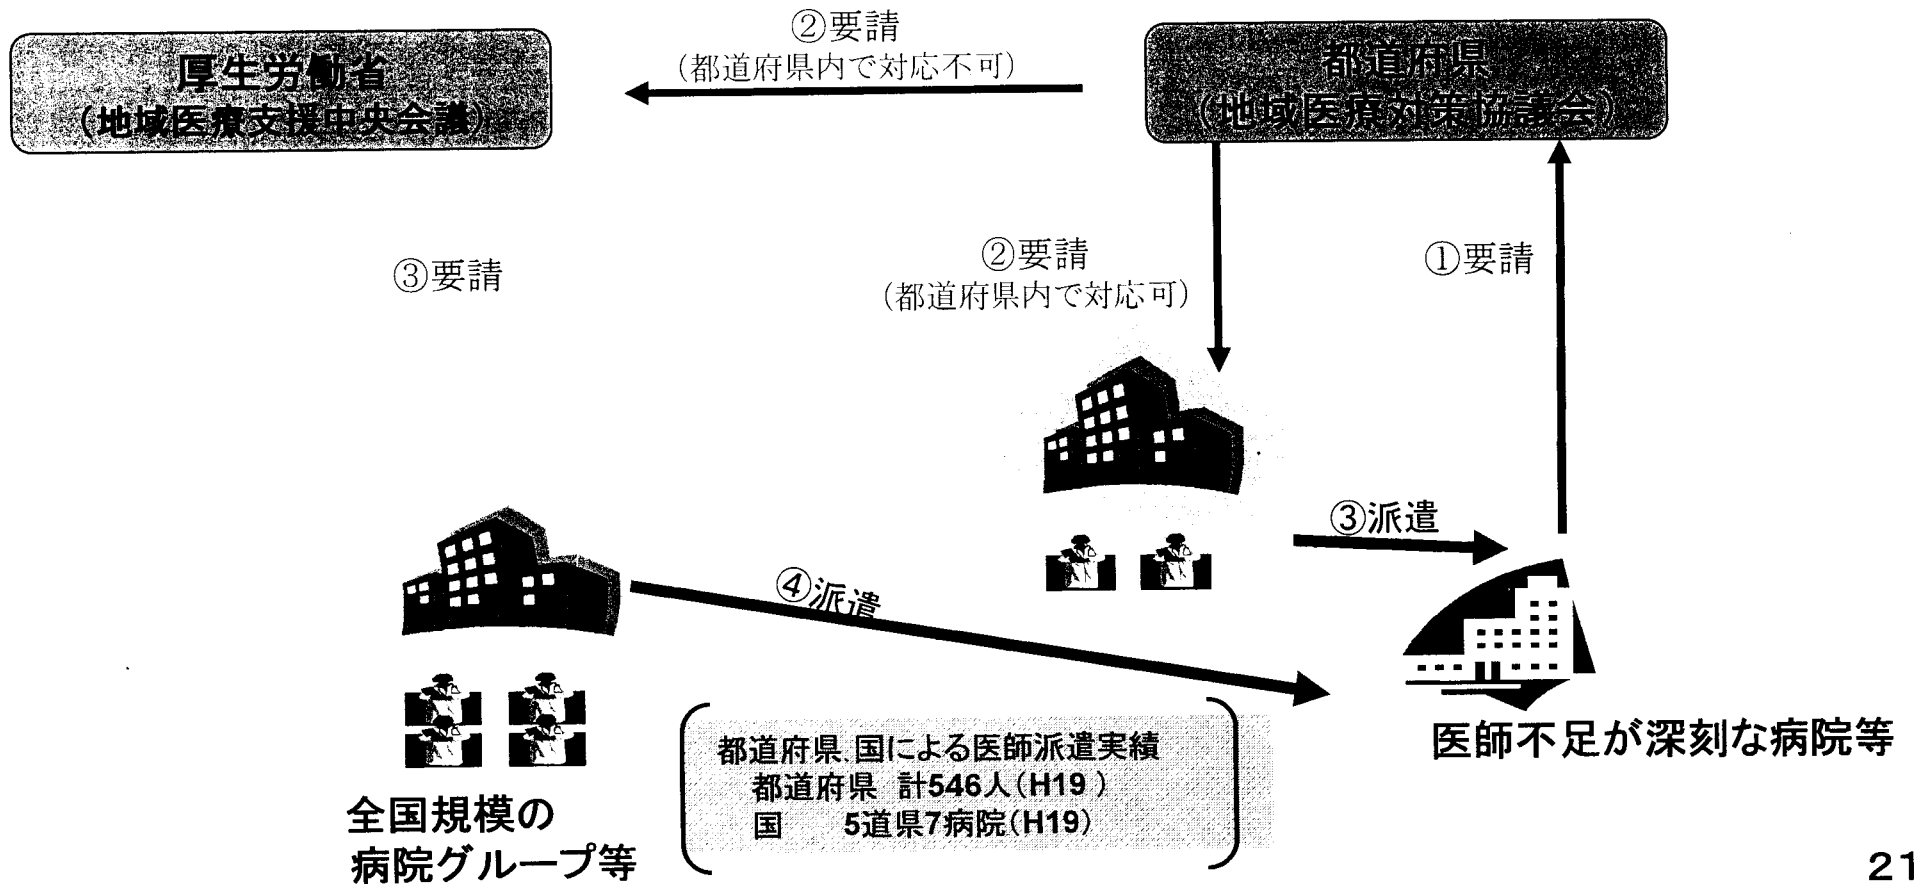 ②要請
(都道府県内で対応不可)
厚生労働省
(地域医療支援中央会議)
都道府県
(地域医療対策協議会)
③要請
②要請
(都道府県内で対応可)
①要請
③派遣
④派遣
医師不足が深刻な病院等
都道府県、国による医師派遣実績
都道府県 計546人(H19)
国 5道県7病院(H19)
全国規模の
病院グループ等
21